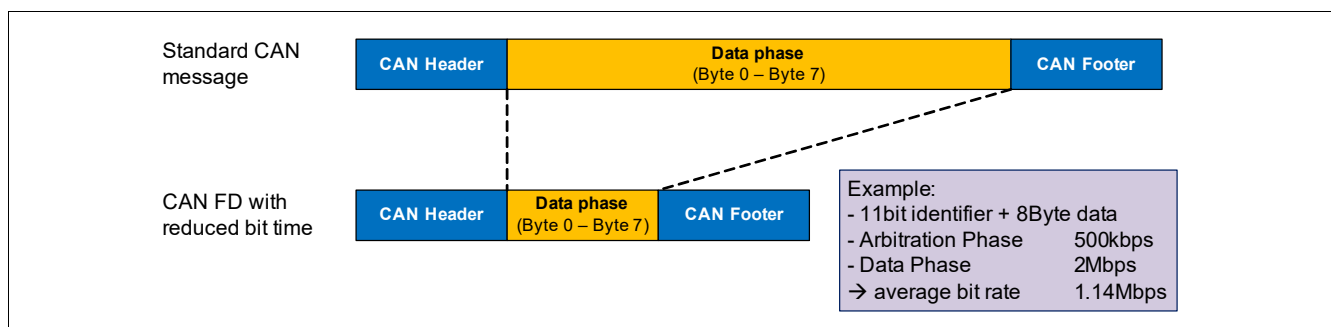 Standard CAN
message
CAN Header
Data phase
(Byte 0 – Byte 7)
CAN Footer
CAN FD with
reduced bit time
CAN Header
Data phase
(Byte 0 – Byte 7)
CAN Footer
Example:
- 11bit identifier + 8Byte data
- Arbitration Phase 500kbps
- Data Phase 2Mbps
→ average bit rate 1.14Mbps